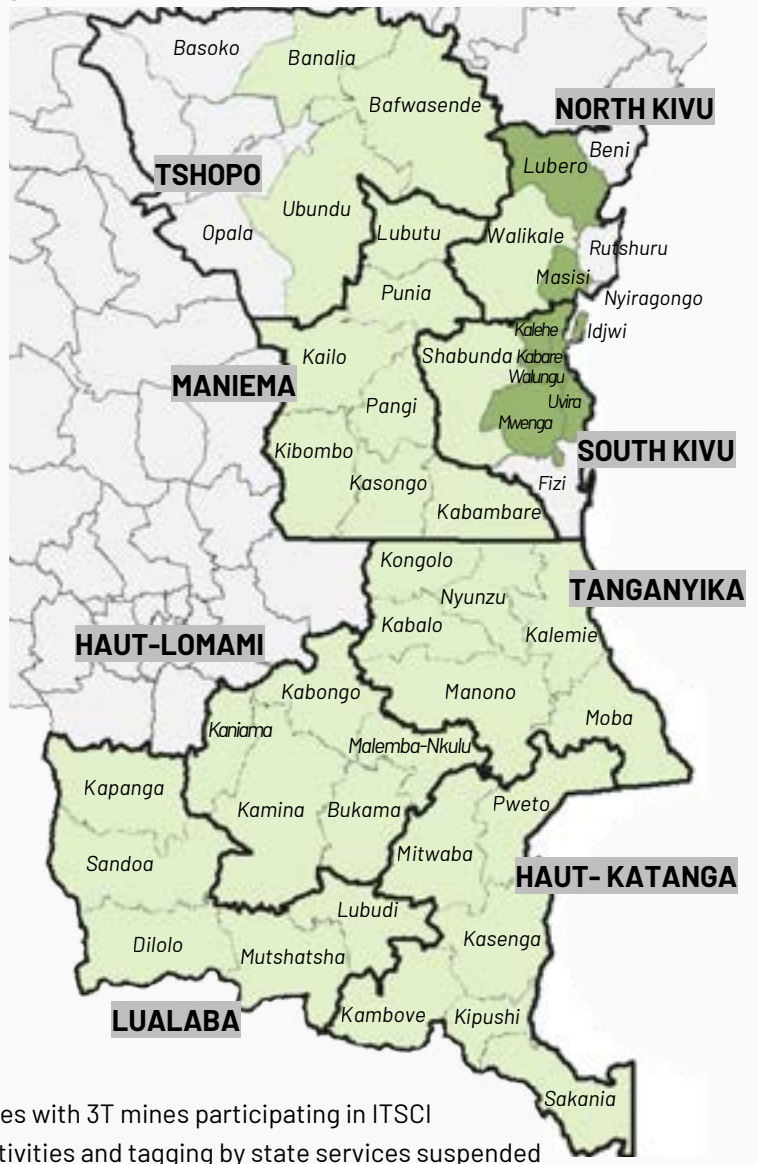 Basoko
Banalia
Bafwasende
NORTH KIVU
Beni
Lubero
TSHOPO
Ubundu
Opala
Lubutu
Walikale
Rutshuru
Masisi
Punia
Nyiragongo
Kalehe
Idjwi
Kailo
Shabunda
Kabare
MANIEMA
Walungu
Pangi
Uvira
Mwenga
Kibombo
SOUTH KIVU
Kasongo
Fizi
Kabambare
Kongolo
Nyunzu
TANGANYIKA
Kabalo
Kalemie
HAUT-LOMAMI
Kabongo
Manono
Moba
Kaniama
Malemba-Nkulu
Kapanga
Kamina
Bukama
Pweto
Mitwaba
Sandoa
HAUT- KATANGA
Lubudi
Dilolo
Mutshatsha
Kasenga
LUALABA
Kambove
Kipushi
Sakania
es with 3T mines participating in ITSCI
tivities and tagging by state services suspended